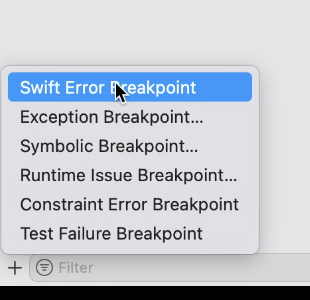 Swift Error Breakpoint
Exception Breakpoint...
Symbolic Breakpoint...
Runtime Issue Breakpoint...
Constraint Error Breakpoint
Test Failure Breakpoint
Filter